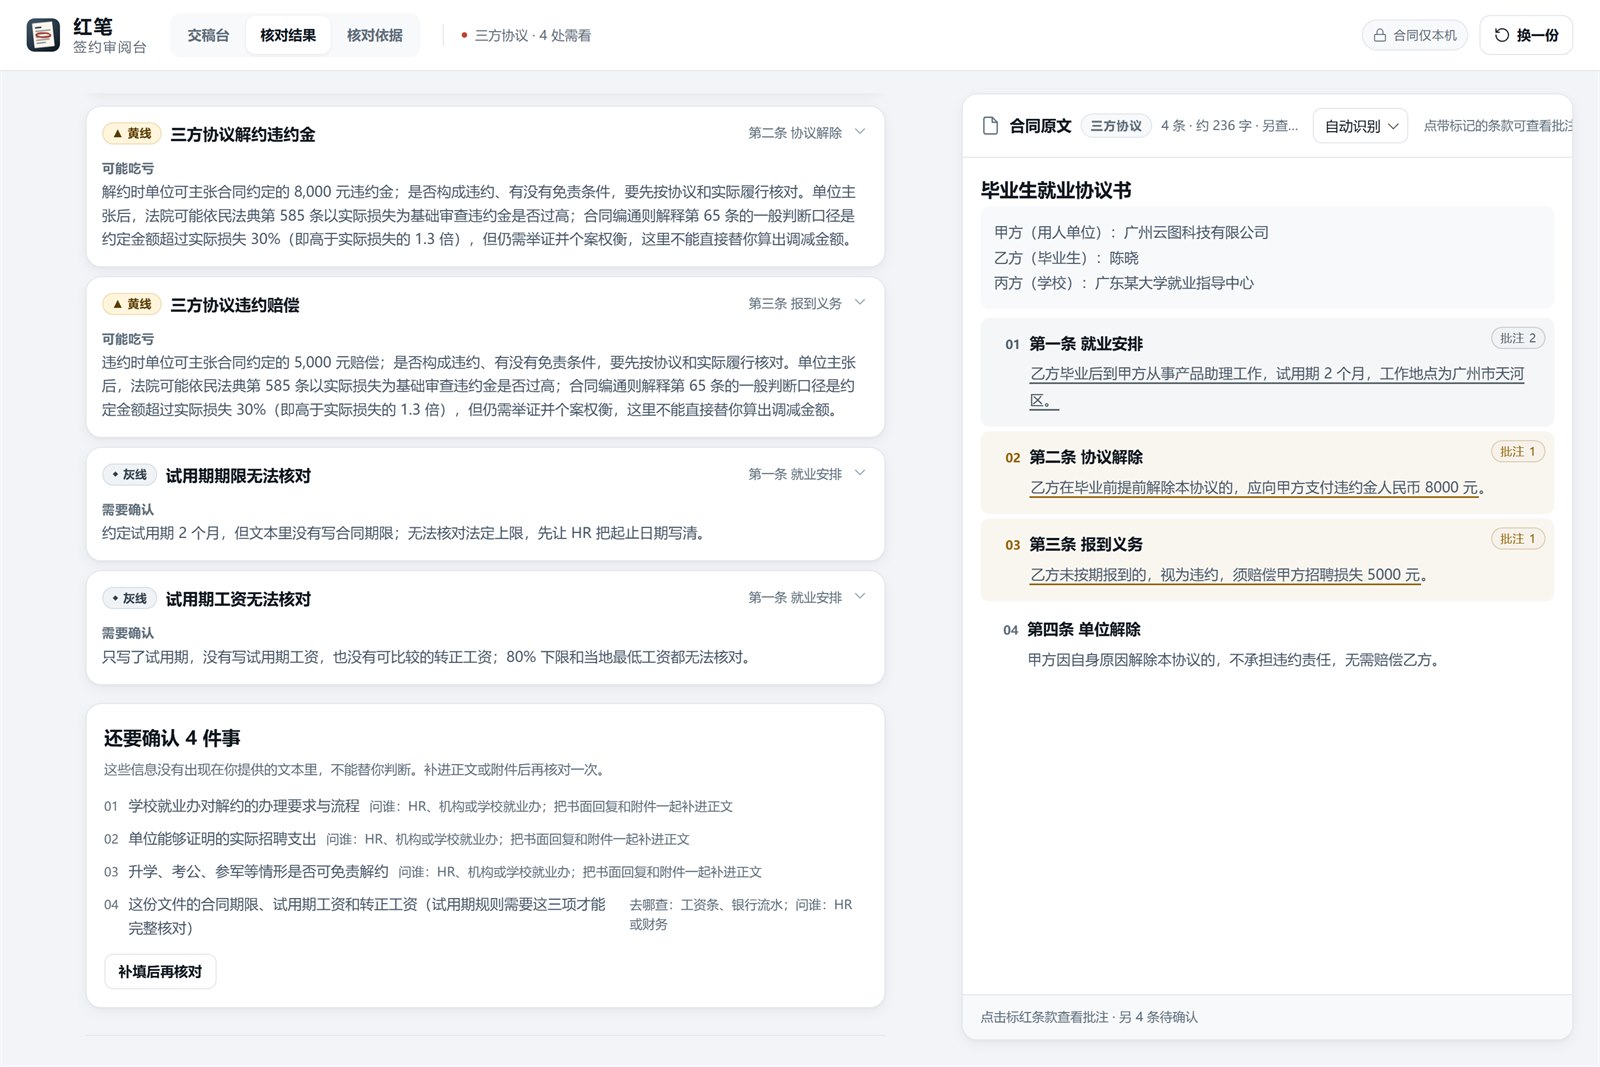 红笔
签约审阅台
交稿台
核对结果
核对依据
三方协议 · 4 处需看
合同仅本机
换一份
黄线
三方协议解约违约金
第二条 协议解除
可能吃亏
解约时单位可主张合同约定的 8,000 元违约金；是否构成违约、有没有免责条件，要先按协议和实际履行核对。单位主
张后，法院可能依民法典第 585 条以实际损失为基础审查违约金是否过高；合同编通则解释第 65 条的一般判断口径是
约定金额超过实际损失 30%（即高于实际损失的 1.3 倍），但仍需举证并个案权衡，这里不能直接替你算出调减金额。
黄线
三方协议违约赔偿
第三条 报到义务
可能吃亏
违约时单位可主张合同约定的 5,000 元赔偿；是否构成违约、有没有免责条件，要先按协议和实际履行核对。单位主张
后，法院可能依民法典第 585 条以实际损失为基础审查违约金是否过高；合同编通则解释第 65 条的一般判断口径是约
定金额超过实际损失 30%（即高于实际损失的 1.3 倍），但仍需举证并个案权衡，这里不能直接替你算出调减金额。
灰线
试用期期限无法核对
第一条 就业安排
需要确认
约定试用期 2 个月，但文本里没有写合同期限；无法核对法定上限，先让 HR 把起止日期写清。
灰线
试用期工资无法核对
第一条 就业安排
需要确认
只写了试用期，没有写试用期工资，也没有可比较的转正工资；80% 下限和当地最低工资都无法核对。
还要确认 4 件事
这些信息没有出现在你提供的文本里，不能替你判断。补进正文或附件后再核对一次。
01 学校就业办对解约的办理要求与流程 问谁：HR、机构或学校就业办；把书面回复和附件一起补进正文
02 单位能够证明的实际招聘支出 问谁：HR、机构或学校就业办；把书面回复和附件一起补进正文
03 升学、考公、参军等情形是否可免责解约 问谁：HR、机构或学校就业办；把书面回复和附件一起补进正文
04 这份文件的合同期限、试用期工资和转正工资（试用期规则需要这三项才能
完整核对）
去哪查：工资条、银行流水；问谁：HR
或财务
补填后再核对
合同原文
三方协议
4 条 · 约 236 字 · 另查...
自动识别
点带标记的条款可查看批注
毕业生就业协议书
甲方（用人单位）：广州云图科技有限公司
乙方（毕业生）：陈晓
丙方（学校）：广东某大学就业指导中心
01 第一条 就业安排
批注 2
乙方毕业后到甲方从事产品助理工作，试用期 2 个月，工作地点为广州市天河
区。
02 第二条 协议解除
批注 1
乙方在毕业前提前解除本协议的，应向甲方支付违约金人民币 8000 元。
03 第三条 报到义务
批注 1
乙方未按期报到的，视为违约，须赔偿甲方招聘损失 5000 元。
04 第四条 单位解除
甲方因自身原因解除本协议的，不承担违约责任，无需赔偿乙方。
点击标红条款查看批注 · 另 4 条待确认